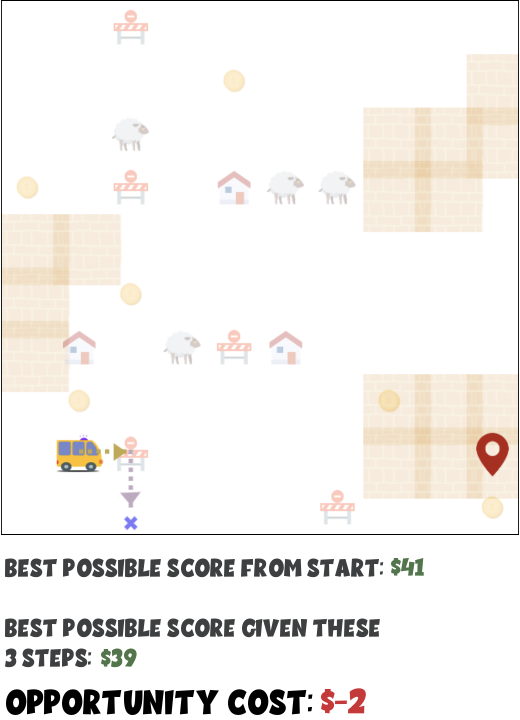 BEST POSSIBLE SCORE FROM START: $41
BEST POSSIBLE SCORE GIVEN THESE
3 STEPS: $39
OPPORTUNITY COST: $-2